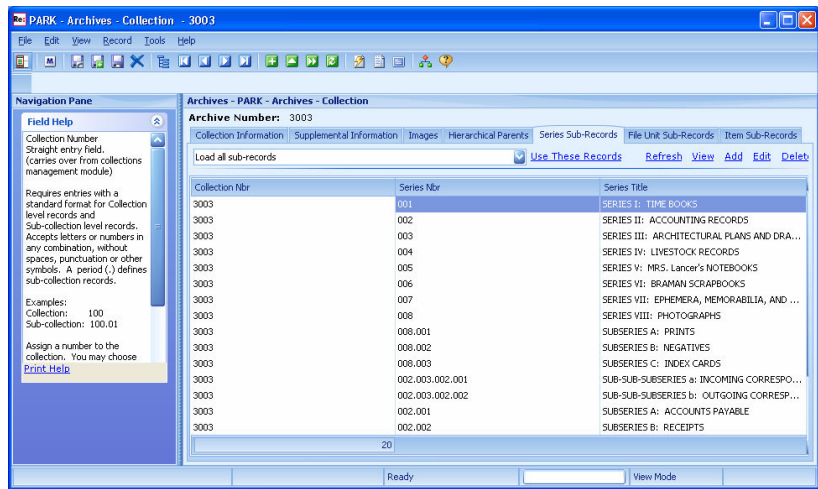 Re: PARK - Archives - Collection - 3003
File Edit View Record Tools Help
M
Navigation Pane
Field Help
Collection Number
Straight entry field.
(carries over from collections
management module)
Requires entries with a
standard format for Collection
level records and
Sub-collection level records.
Accepts letters or numbers in
any combination, without
spaces, punctuation or other
symbols. A period (.) defines
sub-collection records.
Examples:
Collection: 100
Sub-collection: 100.01
Assign a number to the
collection. You may choose
Print Help
Archives - PARK - Archives - Collection
Archive Number: 3003
Collection Information Supplemental Information Images Hierarchical Parents Series Sub-Records File Unit Sub-Records Item Sub-Records
Load all sub-records Use These Records Refresh View Add Edit Delet
Collection Nbr Series Nbr Series Title
3003 001 SERIES I: TIME BOOKS
3003 002 SERIES II: ACCOUNTING RECORDS
3003 003 SERIES III: ARCHITECTURAL PLANS AND DRA...
3003 004 SERIES IV: LIVESTOCK RECORDS
3003 005 SERIES V: MRS. Lancer's NOTEBOOKS
3003 006 SERIES VI: BRAMAN SCRAPBOOKS
3003 007 SERIES VII: EPHEMERA, MEMORABILIA, AND ...
3003 008 SERIES VIII: PHOTOGRAPHS
3003 008.001 SUBSERIES A: PRINTS
3003 008.002 SUBSERIES B: NEGATIVES
3003 008.003 SUBSERIES C: INDEX CARDS
3003 002.003.002.001 SUB-SUB-SUBSERIES a: INCOMING CORRESPO...
3003 002.003.002.002 SUB-SUB-SUBSERIES b: OUTGOING CORRESP...
3003 002.001 SUBSERIES A: ACCOUNTS PAYABLE
3003 002.002 SUBSERIES B: RECEIPTS
20
Ready View Mode